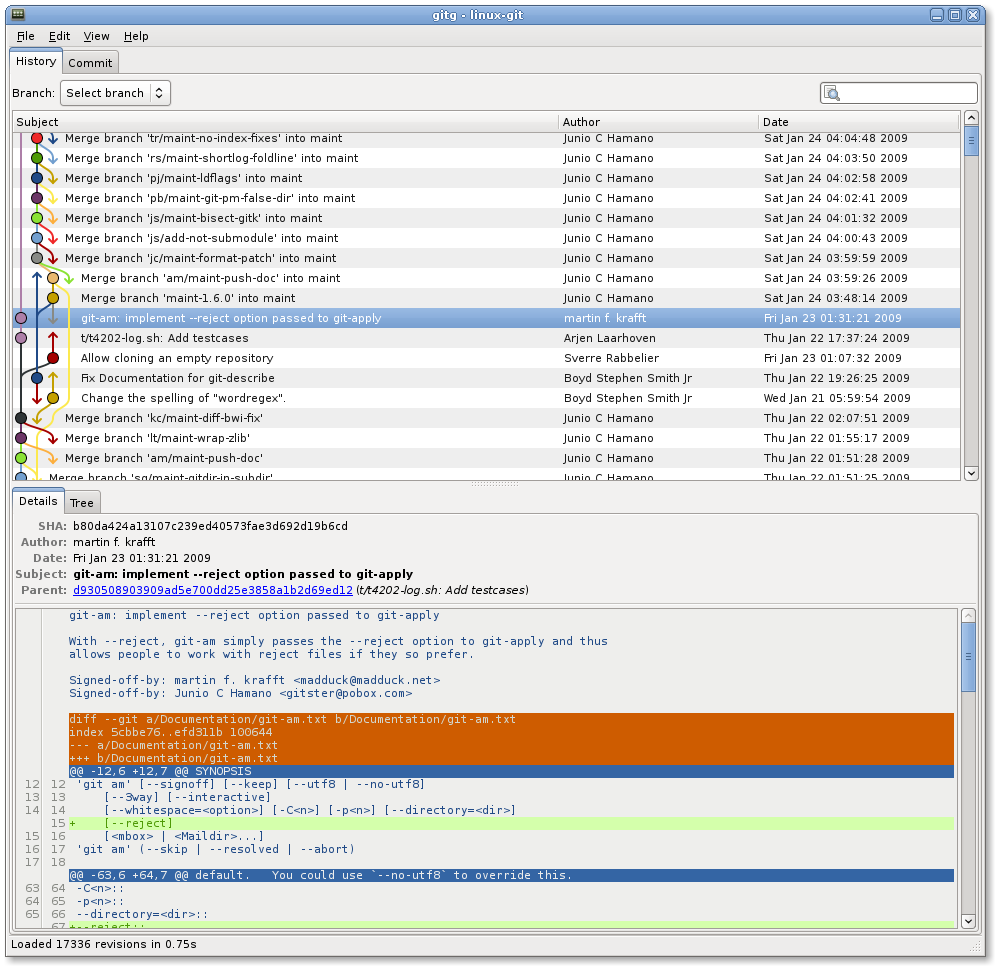 gitg - linux-git
File Edit View Help
History Commit
Branch: Select branch
Subject Author Date
Merge branch 'tr/maint-no-index-fixes' into maint Junio C Hamano Sat Jan 24 04:04:48 2009
Merge branch 'rs/maint-shortlog-foldline' into maint Junio C Hamano Sat Jan 24 04:03:50 2009
Merge branch 'pj/maint-ldflags' into maint Junio C Hamano Sat Jan 24 04:02:58 2009
Merge branch 'pb/maint-git-pm-false-dir' into maint Junio C Hamano Sat Jan 24 04:02:41 2009
Merge branch 'js/maint-bisect-gitk' into maint Junio C Hamano Sat Jan 24 04:01:32 2009
Merge branch 'js/add-not-submodule' into maint Junio C Hamano Sat Jan 24 04:00:43 2009
Merge branch 'jc/maint-format-patch' into maint Junio C Hamano Sat Jan 24 03:59:59 2009
Merge branch 'am/maint-push-doc' into maint Junio C Hamano Sat Jan 24 03:59:26 2009
Merge branch 'maint-1.6.0' into maint Junio C Hamano Sat Jan 24 03:48:14 2009
git-am: implement --reject option passed to git-apply martin f. krafft Fri Jan 23 01:31:21 2009
t/t4202-log.sh: Add testcases Arjen Laarhoven Thu Jan 22 17:37:24 2009
Allow cloning an empty repository Sverre Rabbelier Fri Jan 23 01:07:32 2009
Fix Documentation for git-describe Boyd Stephen Smith Jr Thu Jan 22 19:26:25 2009
Change the spelling of "wordregex". Boyd Stephen Smith Jr Wed Jan 21 05:59:54 2009
Merge branch 'kc/maint-diff-bwi-fix' Junio C Hamano Thu Jan 22 02:07:51 2009
Merge branch 'lt/maint-wrap-zlib' Junio C Hamano Thu Jan 22 01:55:17 2009
Merge branch 'am/maint-push-doc' Junio C Hamano Thu Jan 22 01:51:28 2009
Merge branch 'sg/maint-gitdir-in-subdir' Junio C Hamano Thu Jan 22 01:51:25 2009
Details Tree
SHA: b80da424a13107c239ed40573fae3d692d19b6cd
Author: martin f. krafft
Date: Fri Jan 23 01:31:21 2009
Subject: git-am: implement --reject option passed to git-apply
Parent: d930508903909ad5e700dd25e3858a1b2d69ed12 (t/t4202-log.sh: Add testcases)
git-am: implement --reject option passed to git-apply
With --reject, git-am simply passes the --reject option to git-apply and thus
allows people to work with reject files if they so prefer.
Signed-off-by: martin f. krafft <madduck@madduck.net>
Signed-off-by: Junio C Hamano <gitster@pobox.com>
diff --git a/Documentation/git-am.txt b/Documentation/git-am.txt
index 5cbbe76..efd311b 100644
--- a/Documentation/git-am.txt
+++ b/Documentation/git-am.txt
@@ -12,6 +12,7 @@ SYNOPSIS
12 12 'git am' [--signoff] [--keep] [--utf8 | --no-utf8]
13 13 [--3way] [--interactive]
14 14 [--whitespace=<option>] [-C<n>] [-p<n>] [--directory=<dir>]
15 + [--reject]
15 16 [<mbox> | <Maildir>...]
16 17 'git am' (--skip | --resolved | --abort)
17 18
@@ -63,6 +64,7 @@ default. You could use `--no-utf8` to override this.
63 64 -C<n>::
64 65 -p<n>::
65 66 --directory=<dir>::
67 +--reject::
Loaded 17336 revisions in 0.75s